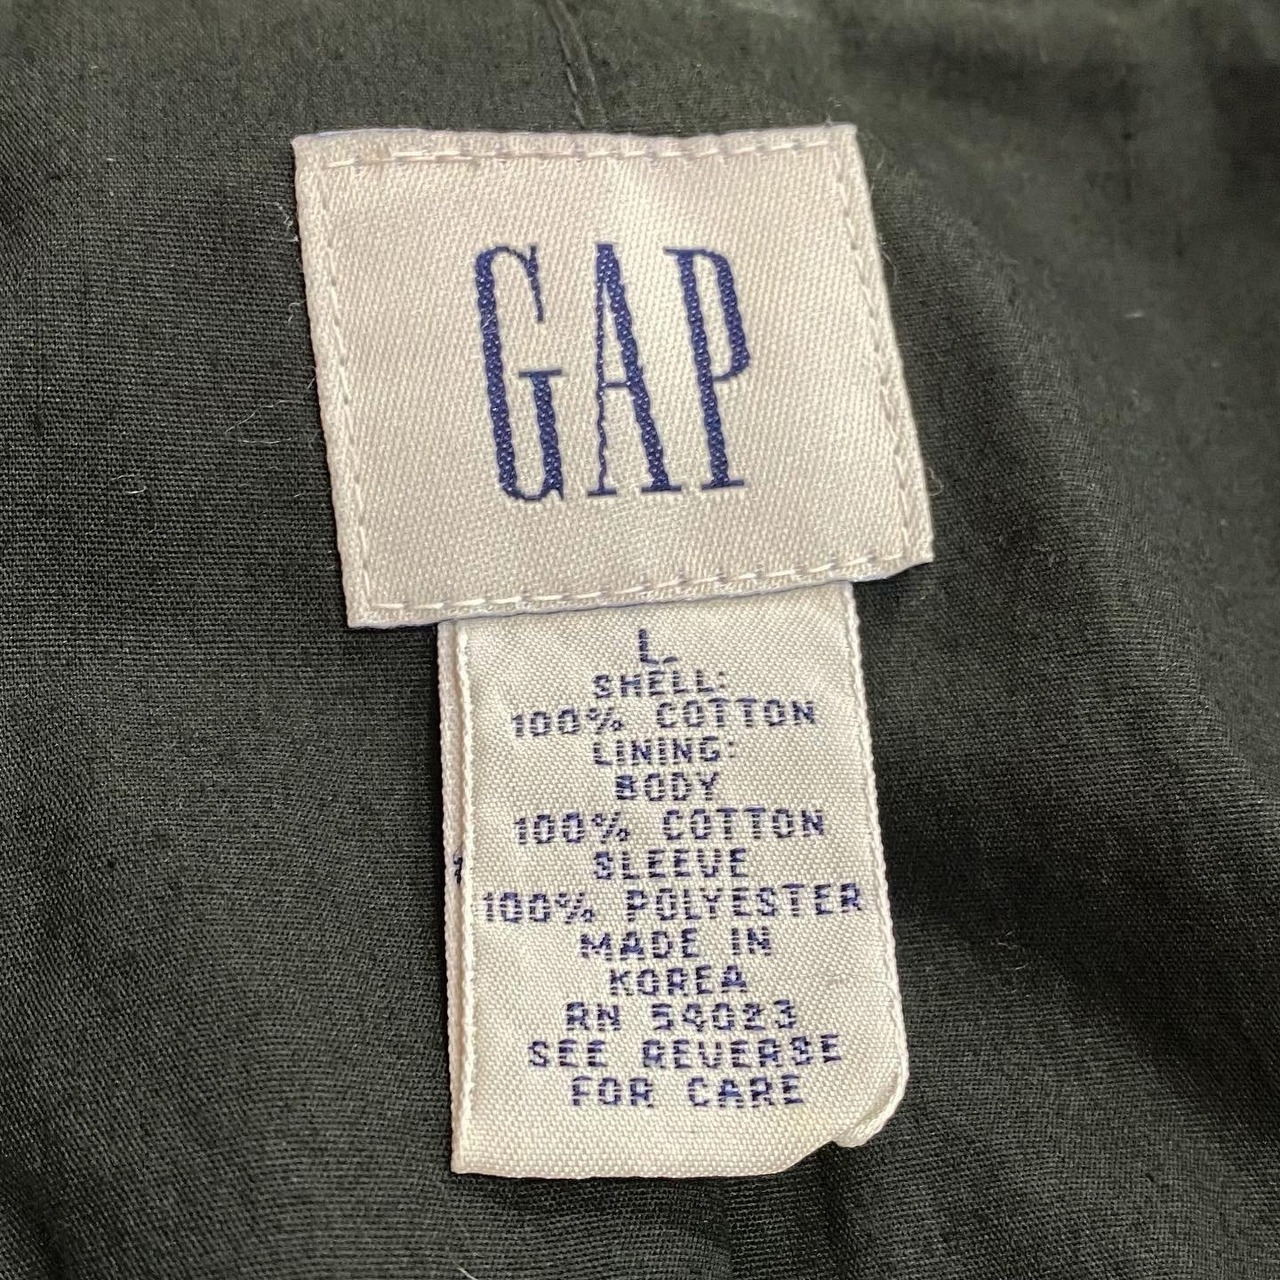 GAP
L.
SHELL:
100% COTTON
LINING:
BODY
100% COTTON
SLEEVE
100% POLYESTER
MADE IN
KOREA
RN 54023
SEE REVERSE
FOR CARE